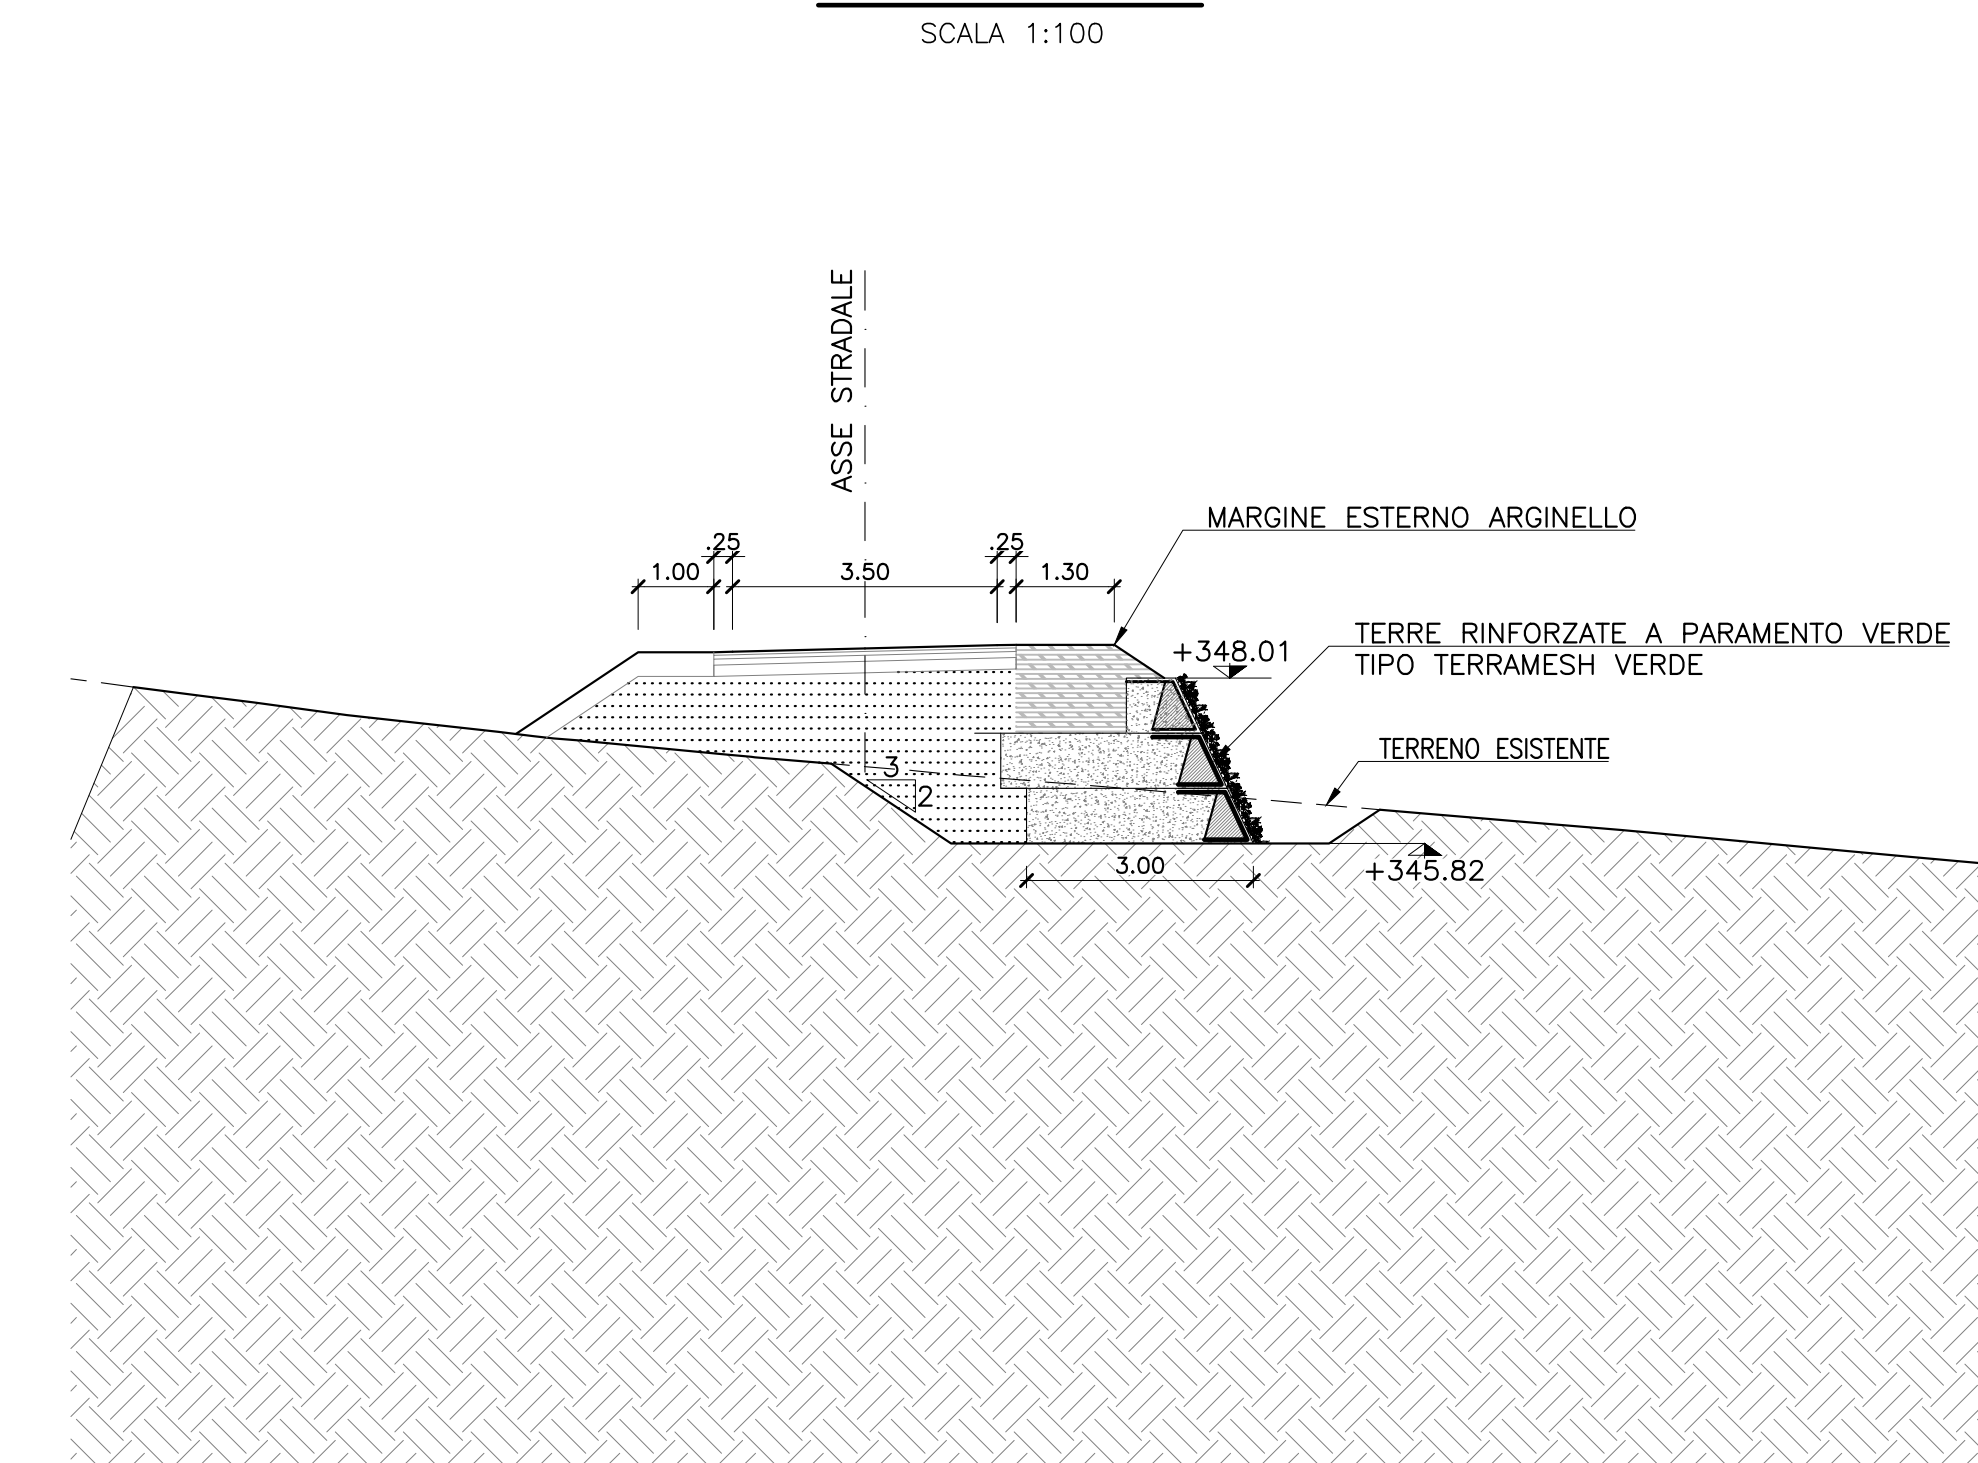 SCALA 1:100
ASSE STRADALE
MARGINE ESTERNO ARGINELLO
.25
.25
1.00
3.50
1.30
TERRE RINFORZATE A PARAMENTO VERDE
TIPO TERRAMESH VERDE
+348.01
TERRENO ESISTENTE
3
2
3.00
+345.82